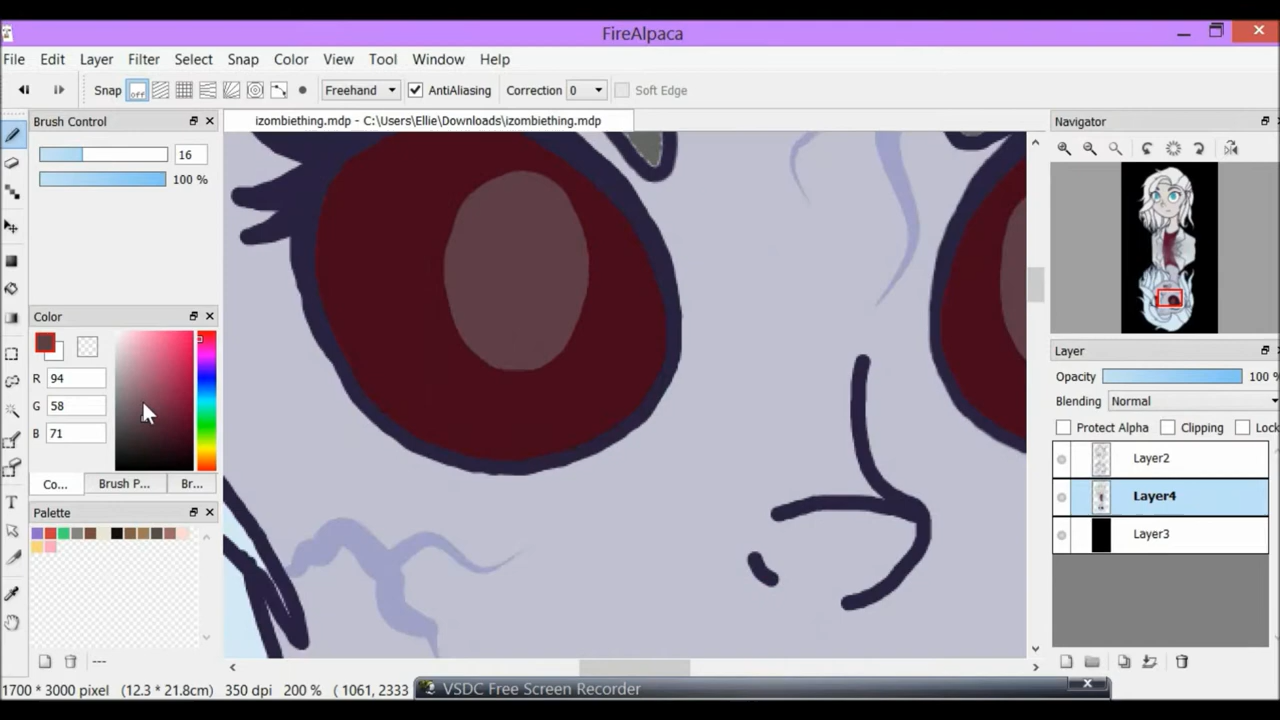 FireAlpaca
File Edit Layer Filter Select Snap Color View Tool Window Help
Snap off Freehand AntiAliasing Correction 0 Soft Edge
Brush Control
izombiething.mdp - C:\Users\Ellie\Downloads\izombiething.mdp
Navigator
16
100 %
Color
R 94
G 58
B 71
Co... Brush P... Br...
Palette
---
Layer
Opacity 100 %
Blending Normal
Protect Alpha Clipping Lock
Layer2
Layer4
Layer3
1700 * 3000 pixel (12.3 * 21.8cm) 350 dpi 200 % ( 1061, 2333
VSDC Free Screen Recorder